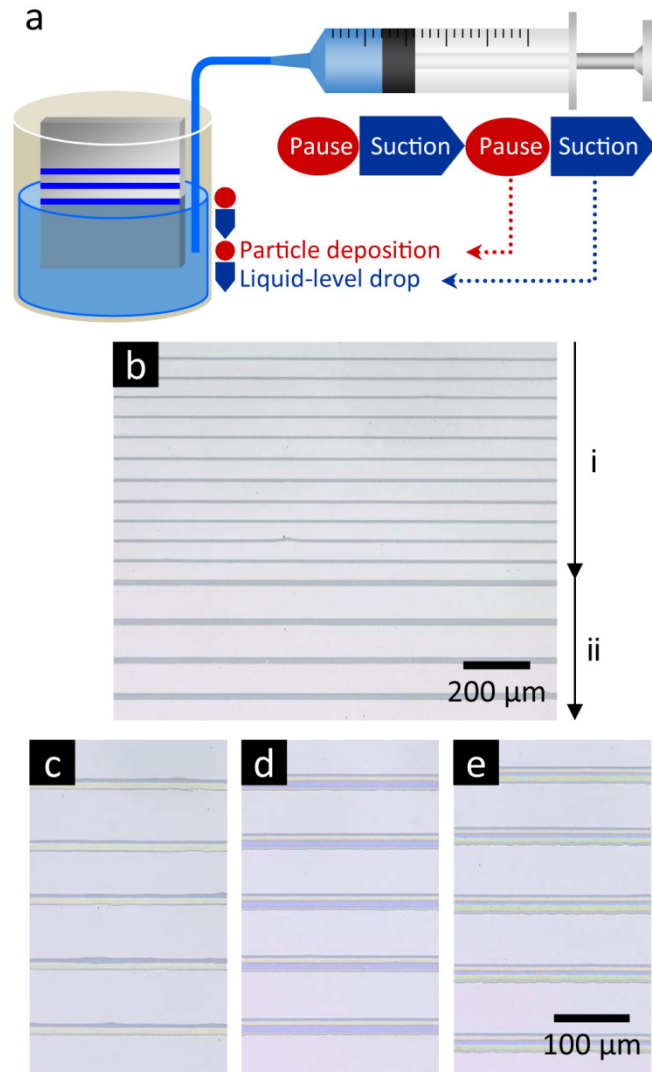 a
Pause Suction Pause Suction
Particle deposition
Liquid-level drop
b
i
ii
200 µm
c d e
100 µm